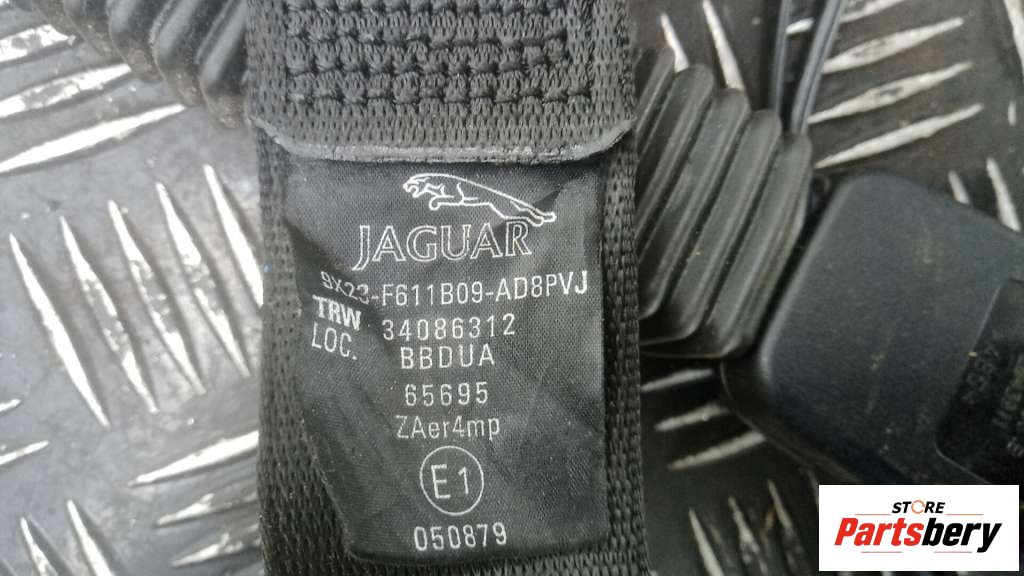 JAGUAR
9X23-F611B09-AD8PVJ
TRW 34086312
LOC. BBDUA
65695
ZAer4mp
E1
050879
STORE
Partsbery